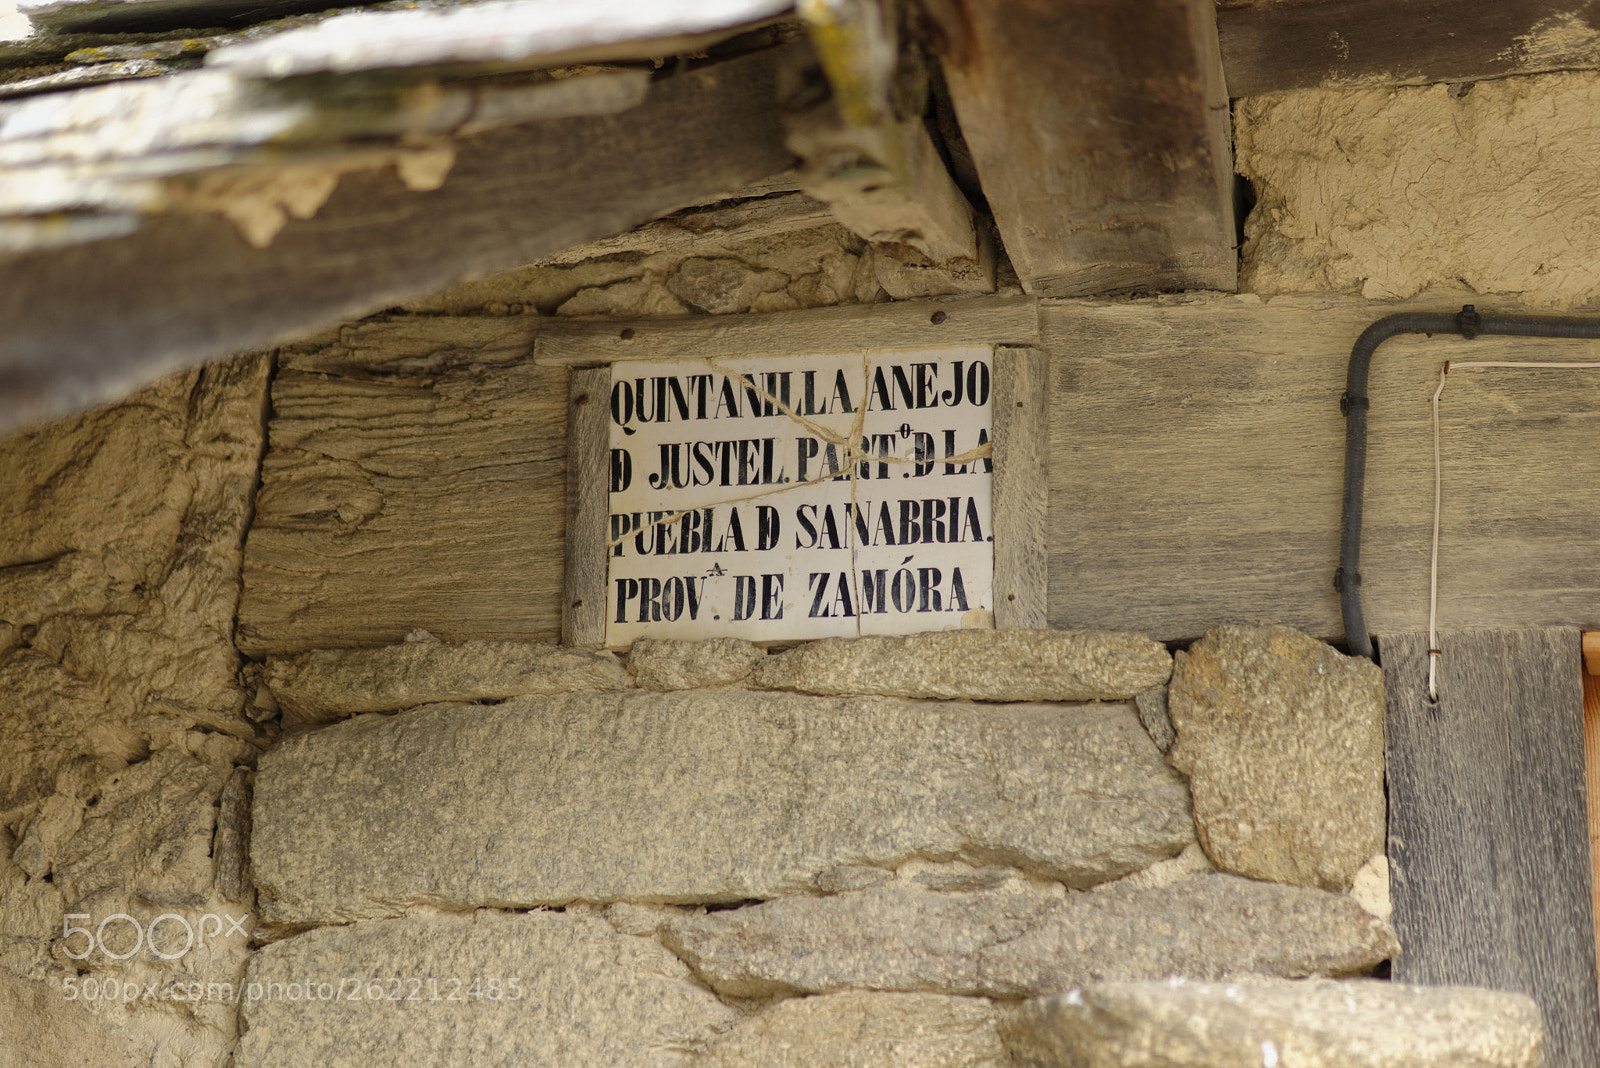 QUINTANILLA. ANEJO
Đ JUSTEL. PARTº. Đ LA
PUEBLA Đ SANABRIA.
PROVᴬ. DE ZAMÓRA.
500px
500px.com/photo/262212485